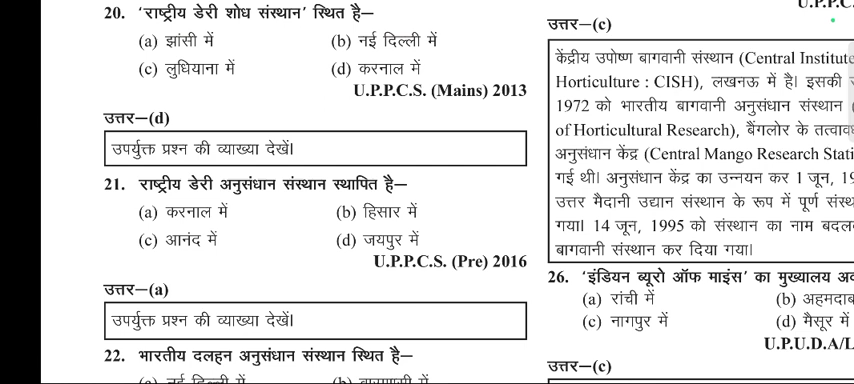 20. ‘राष्ट्रीय डेरी शोध संस्थान’ स्थित है—
(a) झांसी में (b) नई दिल्ली में
(c) लुधियाना में (d) करनाल में
U.P.P.C.S. (Mains) 2013
उत्तर—(d)
उपर्युक्त प्रश्न की व्याख्या देखें।
21. राष्ट्रीय डेरी अनुसंधान संस्थान स्थापित है—
(a) करनाल में (b) हिसार में
(c) आनंद में (d) जयपुर में
U.P.P.C.S. (Pre) 2016
उत्तर—(a)
उपर्युक्त प्रश्न की व्याख्या देखें।
22. भारतीय दलहन अनुसंधान संस्थान स्थित है—
(a) नई दिल्ली में (b) वाराणसी में
U.P.P.C.
उत्तर—(c)
केंद्रीय उपोष्ण बागवानी संस्थान (Central Institute
Horticulture : CISH), लखनऊ में है। इसकी
1972 को भारतीय बागवानी अनुसंधान संस्थान (
of Horticultural Research), बैंगलोर के तत्वाव
अनुसंधान केंद्र (Central Mango Research Stati
गई थी। अनुसंधान केंद्र का उन्नयन कर 1 जून, 19
उत्तर मैदानी उद्यान संस्थान के रूप में पूर्ण संस्थ
गया। 14 जून, 1995 को संस्थान का नाम बदल
बागवानी संस्थान कर दिया गया।
26. ‘इंडियन ब्यूरो ऑफ माइंस’ का मुख्यालय अव
(a) रांची में (b) अहमदाब
(c) नागपुर में (d) मैसूर में
U.P.U.D.A/L
उत्तर—(c)